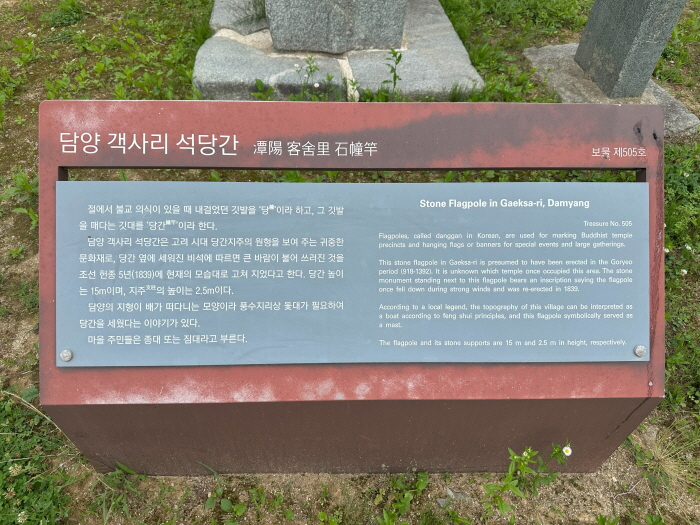 담양 객사리 석당간 潭陽 客舍里 石幢竿
보물 제505호
절에서 불교 의식이 있을 때 내걸었던 깃발을 '당幢'이라 하고, 그 깃발
을 매다는 깃대를 '당간幢竿'이라 한다.
담양 객사리 석당간은 고려 시대 당간지주의 원형을 보여 주는 귀중한
문화재로, 당간 옆에 세워진 비석에 따르면 큰 바람이 불어 쓰러진 것을
조선 헌종 5년(1839)에 현재의 모습대로 고쳐 지었다고 한다. 당간 높이
는 15m이며, 지주支柱의 높이는 2.5m이다.
담양의 지형이 배가 떠다니는 모양이라 풍수지리상 돛대가 필요하여
당간을 세웠다는 이야기가 있다.
마을 주민들은 종대 또는 짐대라고 부른다.
Stone Flagpole in Gaeksa-ri, Damyang
Treasure No. 505
Flagpoles, called danggan in Korean, are used for marking Buddhist temple
precincts and hanging flags or banners for special events and large gatherings.
This stone flagpole in Gaeksa-ri is presumed to have been erected in the Goryeo
period (918-1392). It is unknown which temple once occupied this area. The stone
monument standing next to this flagpole bears an inscription saying the flagpole
once fell down during strong winds and was re-erected in 1839.
According to a local legend, the topography of this village can be interpreted as
a boat according to feng shui principles, and this flagpole symbolically served as
a mast.
The flagpole and its stone supports are 15 m and 2.5 m in height, respectively.